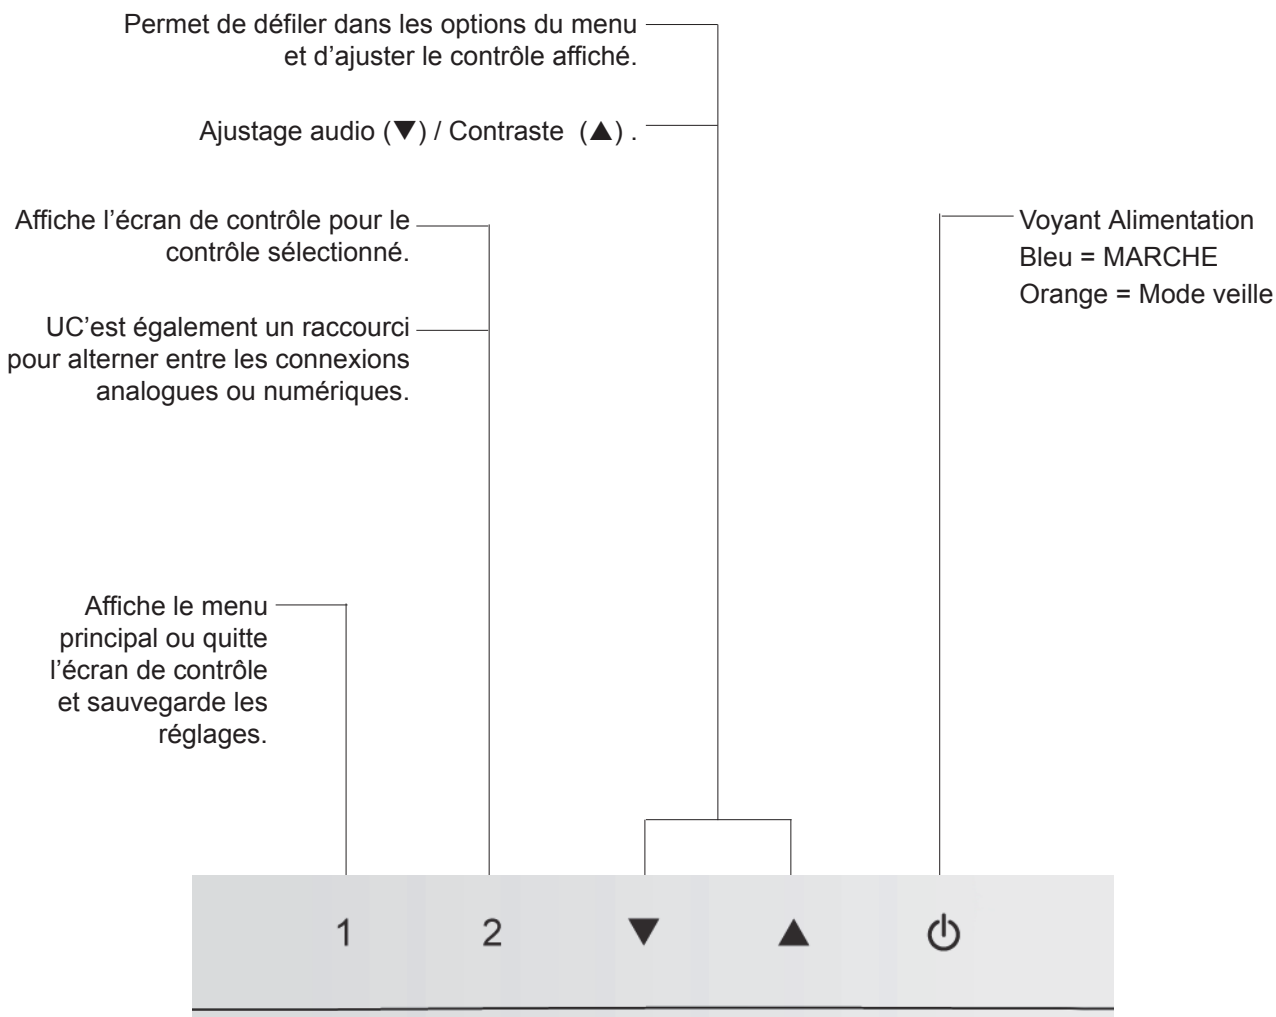 Permet de défiler dans les options du menu
et d’ajuster le contrôle affiché.
Ajustage audio (▼) / Contraste (▲) .
Affiche l’écran de contrôle pour le
contrôle sélectionné.
UC’est également un raccourci
pour alterner entre les connexions
analogues ou numériques.
Voyant Alimentation
Bleu = MARCHE
Orange = Mode veille
Affiche le menu
principal ou quitte
l’écran de contrôle
et sauvegarde les
réglages.
1 2 ▼ ▲ ⏻